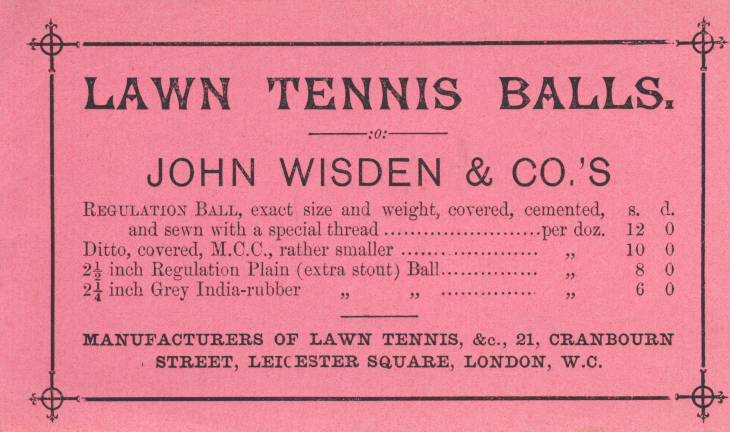 LAWN TENNIS BALLS.
:o:
JOHN WISDEN & CO.'S
REGULATION BALL, exact size and weight, covered, cemented, s. d.
and sewn with a special thread ........................per doz. 12 0
Ditto, covered, M.C.C., rather smaller ...................... „ 10 0
2½ inch Regulation Plain (extra stout) Ball............... „ 8 0
2¼ inch Grey India-rubber „ „ ............... „ 6 0
MANUFACTURERS OF LAWN TENNIS, &c., 21, CRANBOURN
STREET, LEICESTER SQUARE, LONDON, W.C.